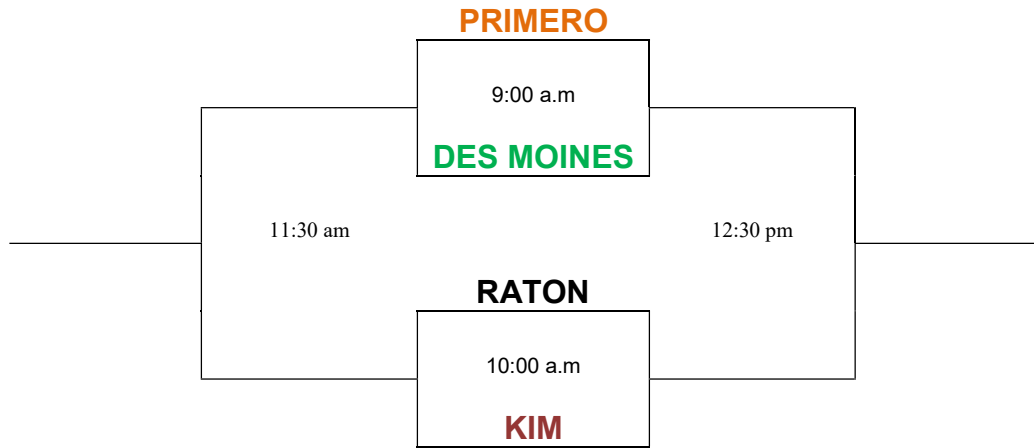 PRIMERO
9:00 a.m
DES MOINES
11:30 am
12:30 pm
RATON
10:00 a.m
KIM